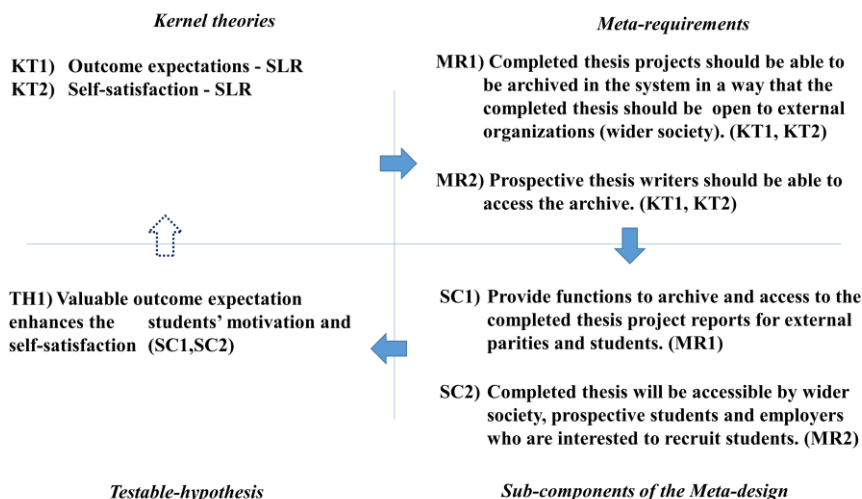 Kernel theories
KT1) Outcome expectations - SLR
KT2) Self-satisfaction - SLR
Meta-requirements
MR1) Completed thesis projects should be able to
be archived in the system in a way that the
completed thesis should be open to external
organizations (wider society). (KT1, KT2)
MR2) Prospective thesis writers should be able to
access the archive. (KT1, KT2)
TH1) Valuable outcome expectation
enhances the students' motivation and
self-satisfaction (SC1,SC2)
SC1) Provide functions to archive and access to the
completed thesis project reports for external
parities and students. (MR1)
SC2) Completed thesis will be accessible by wider
society, prospective students and employers
who are interested to recruit students. (MR2)
Testable-hypothesis
Sub-components of the Meta-design